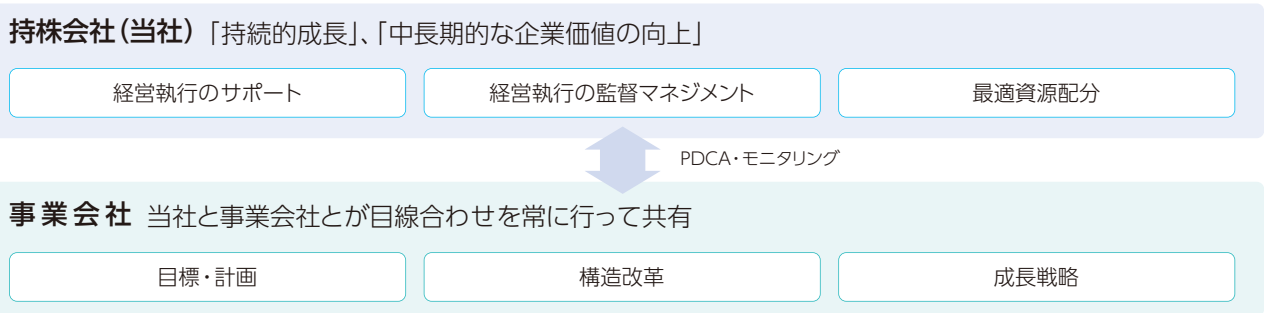 持株会社(当社) 「持続的成長」、「中長期的な企業価値の向上」
経営執行のサポート
経営執行の監督マネジメント
最適資源配分
PDCA・モニタリング
事業会社 当社と事業会社とが目線合わせを常に行って共有
目標・計画
構造改革
成長戦略